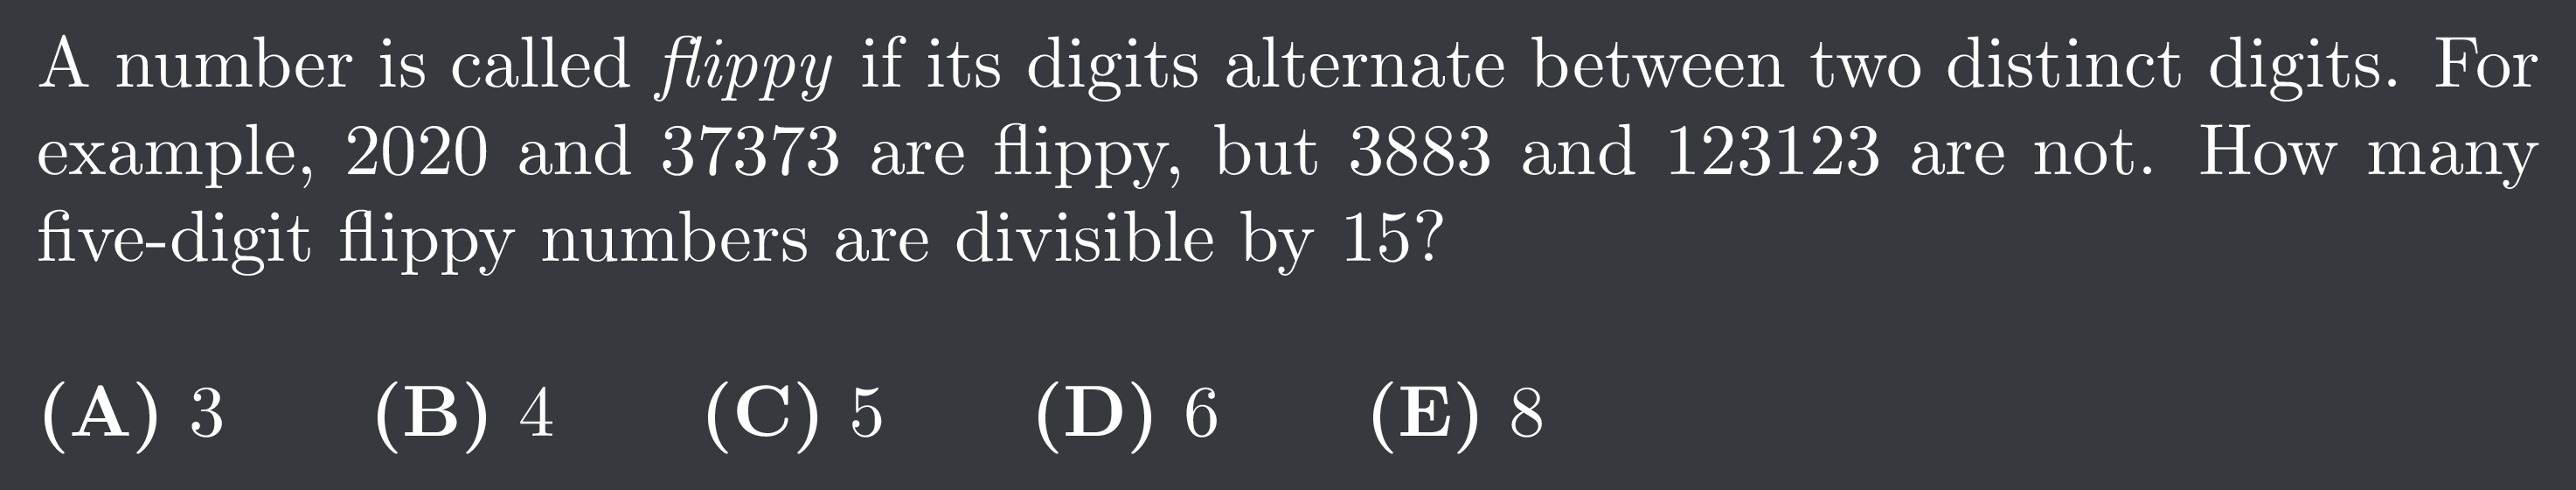 A number is called flippy if its digits alternate between two distinct digits. For
example, 2020 and 37373 are flippy, but 3883 and 123123 are not. How many
five-digit flippy numbers are divisible by 15?
(A) 3 (B) 4 (C) 5 (D) 6 (E) 8